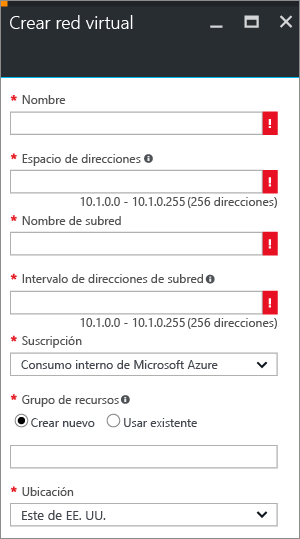 Crear red virtual
* Nombre
!
* Espacio de direcciones
!
10.1.0.0 - 10.1.0.255 (256 direcciones)
* Nombre de subred
!
* Intervalo de direcciones de subred
!
10.1.0.0 - 10.1.0.255 (256 direcciones)
* Suscripción
Consumo interno de Microsoft Azure
* Grupo de recursos
Crear nuevo Usar existente
* Ubicación
Este de EE. UU.